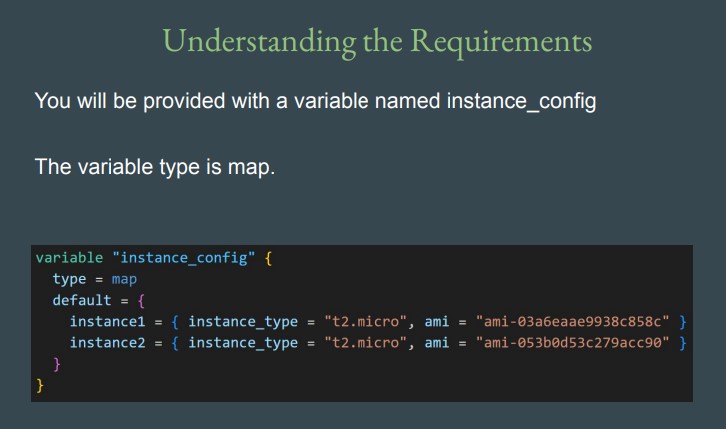 Understanding the Requirements
You will be provided with a variable named instance_config
The variable type is map.
variable "instance_config" {
  type = map
  default = {
    instance1 = { instance_type = "t2.micro", ami = "ami-03a6eaae9938c858c" }
    instance2 = { instance_type = "t2.micro", ami = "ami-053b0d53c279acc90" }
  }
}